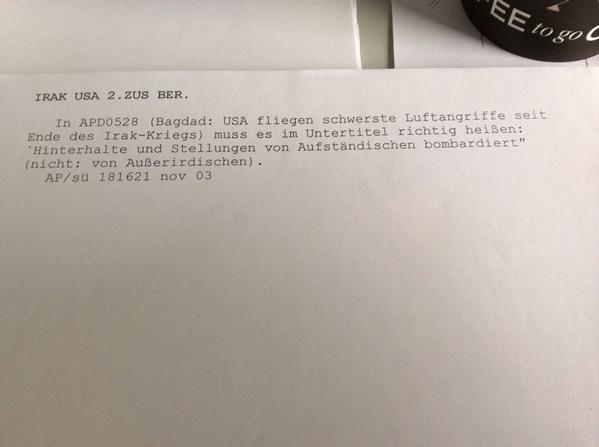 EE to go C
IRAK USA 2.ZUS BER.
In APD0528 (Bagdad: USA fliegen schwerste Luftangriffe seit
Ende des Irak-Kriegs) muss es im Untertitel richtig heißen:
`Hinterhalte und Stellungen von Aufständischen bombardiert"
(nicht: von Außerirdischen).
AP/sü 181621 nov 03